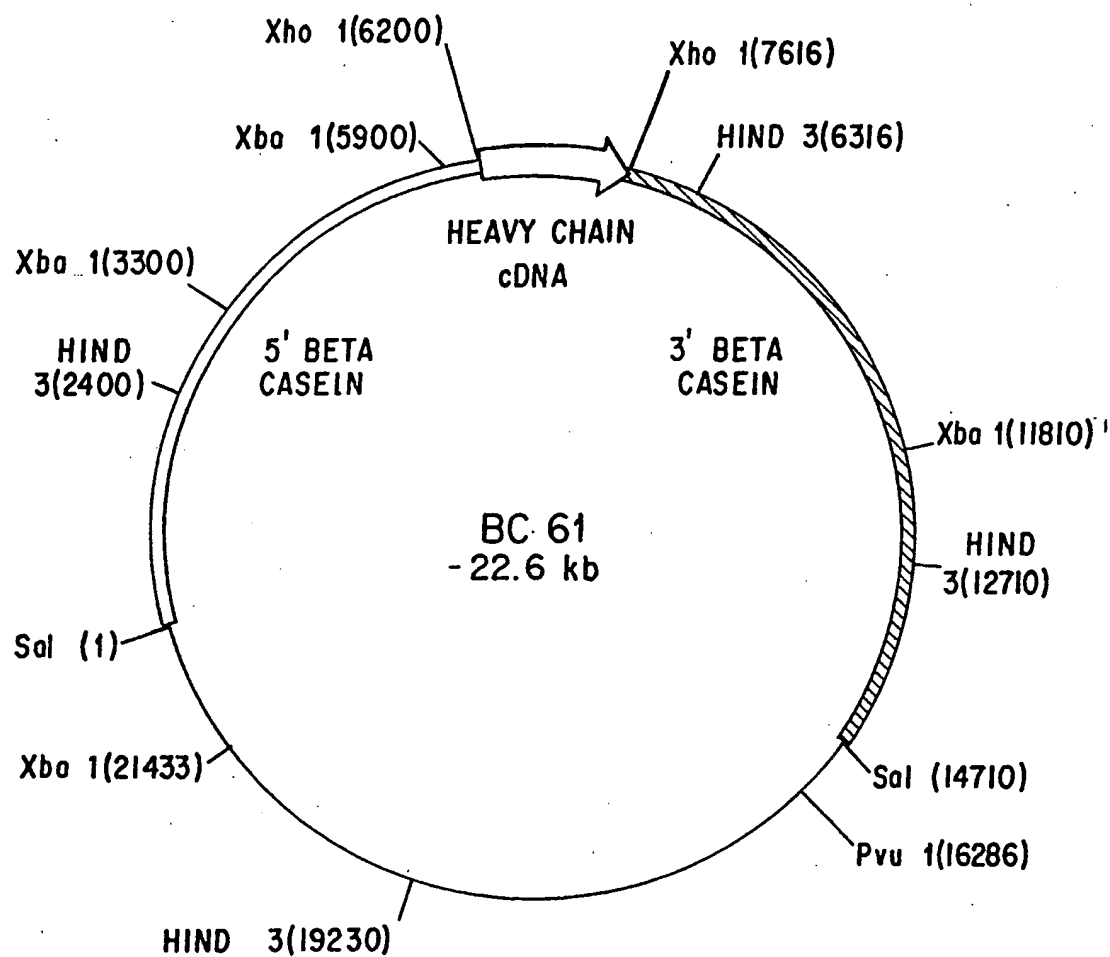 Xho 1(6200)
Xho 1(7616)
Xba 1(5900)
HIND 3(6316)
HEAVY CHAIN
cDNA
Xba 1(3300)
HIND
3(2400)
5' BETA
CASEIN
3' BETA
CASEIN
Xba 1(11810)
BC 61
-22.6 kb
HIND
3(12710)
Sal (1)
Xba 1(21433)
Sal (14710)
Pvu 1(16286)
HIND 3(19230)